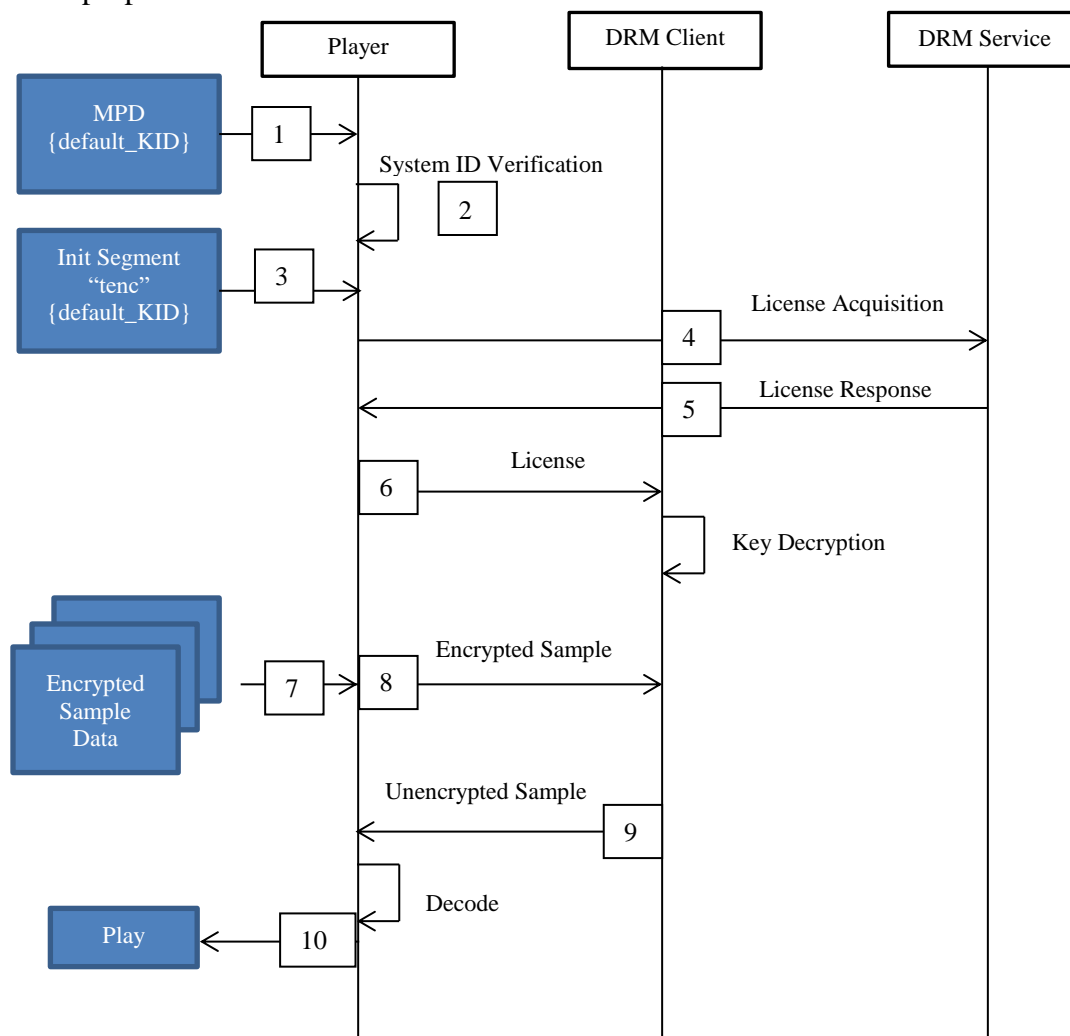 Player
DRM Client
DRM Service
MPD
{default_KID}
1
System ID Verification
2
Init Segment
“tenc”
{default_KID}
3
License Acquisition
4
License Response
5
License
6
Key Decryption
Encrypted
Sample
Data
7
8
Encrypted Sample
Unencrypted Sample
9
Decode
Play
10